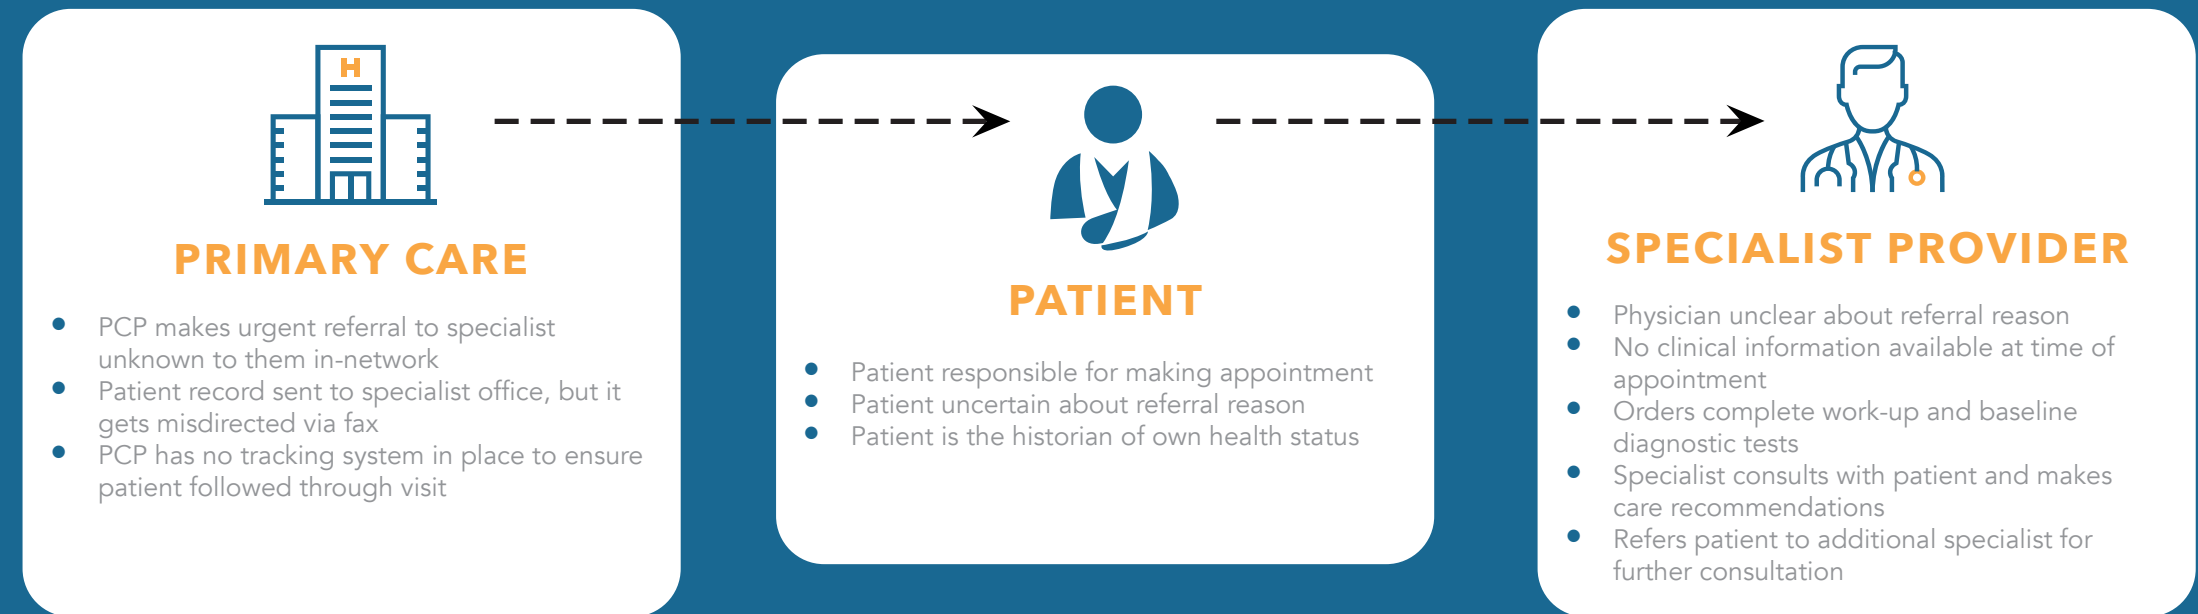 H
PRIMARY CARE
• PCP makes urgent referral to specialist
unknown to them in-network
• Patient record sent to specialist office, but it
gets misdirected via fax
• PCP has no tracking system in place to ensure
patient followed through visit
PATIENT
• Patient responsible for making appointment
• Patient uncertain about referral reason
• Patient is the historian of own health status
SPECIALIST PROVIDER
• Physician unclear about referral reason
• No clinical information available at time of
appointment
• Orders complete work-up and baseline
diagnostic tests
• Specialist consults with patient and makes
care recommendations
• Refers patient to additional specialist for
further consultation